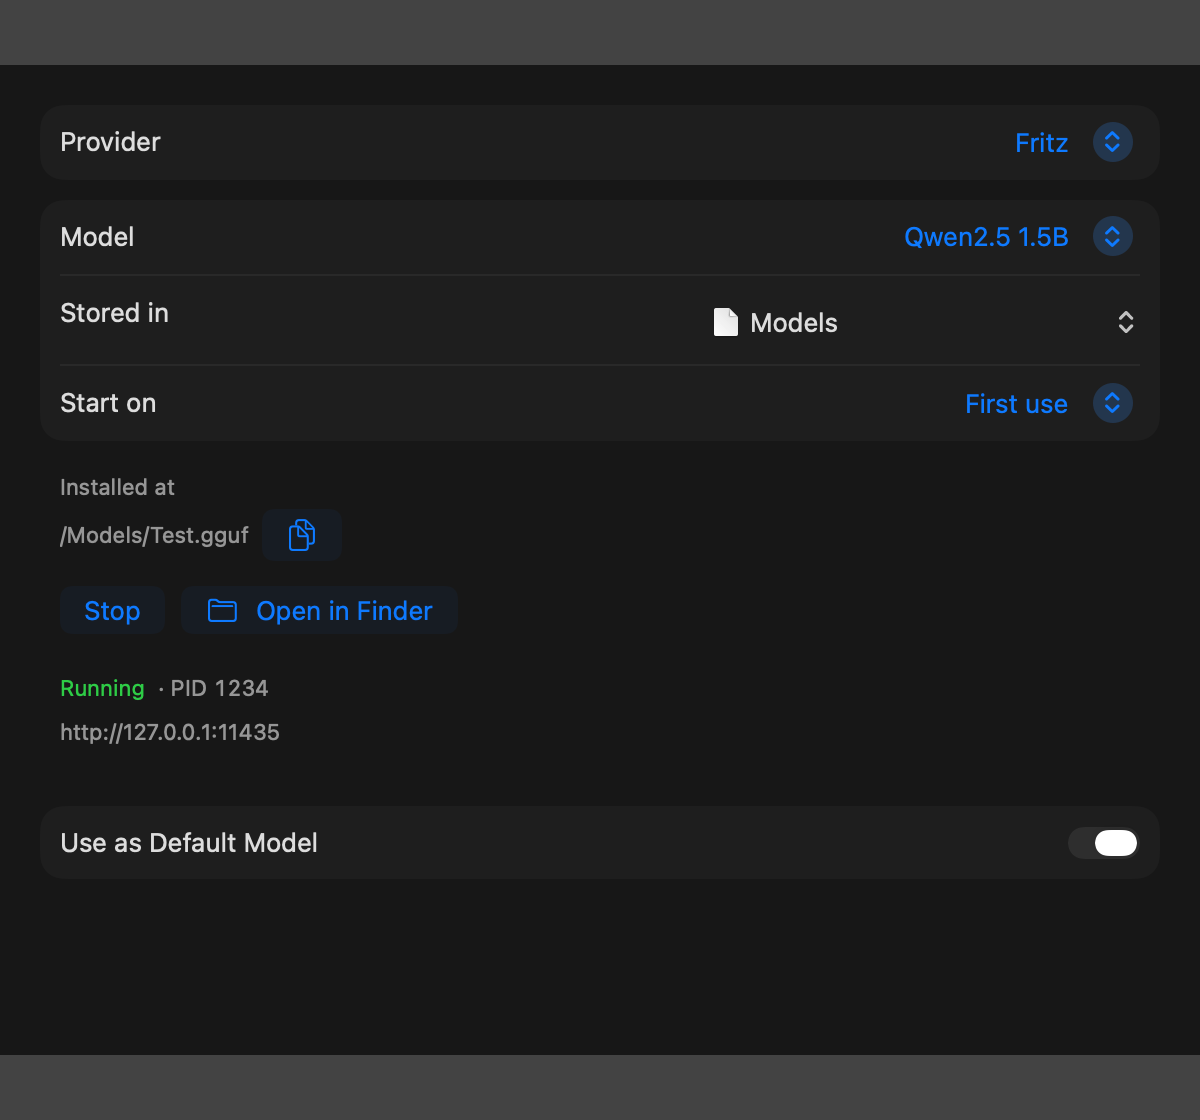 Provider Fritz
Model Qwen2.5 1.5B
Stored in Models
Start on First use
Installed at
/Models/Test.gguf
Stop Open in Finder
Running · PID 1234
http://127.0.0.1:11435
Use as Default Model